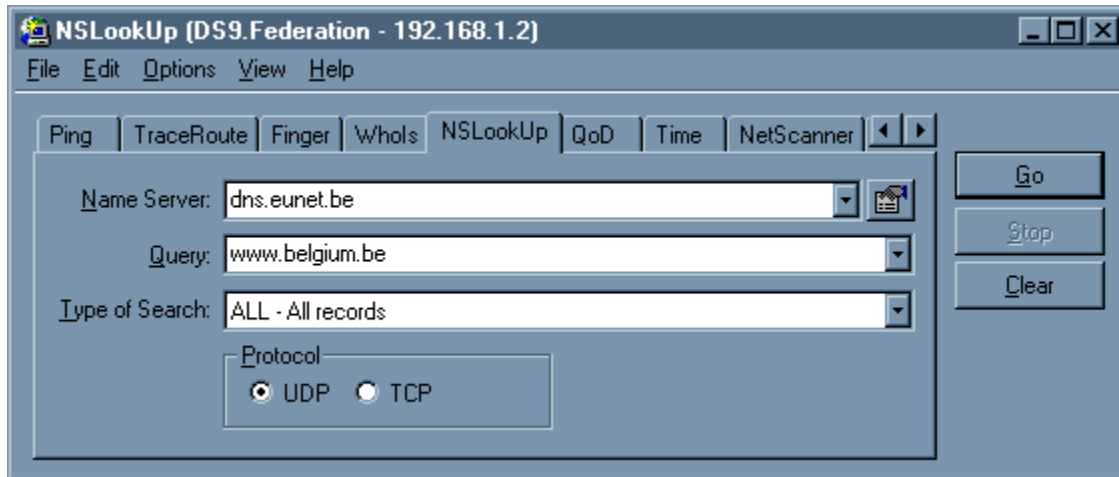 NSLookUp (DS9.Federation - 192.168.1.2)
File Edit Options View Help
Ping TraceRoute Finger WhoIs NSLookUp QoD Time NetScanner
Name Server: dns.eunet.be
Go
Query: www.belgium.be
Stop
Type of Search: ALL - All records
Clear
Protocol
UDP TCP